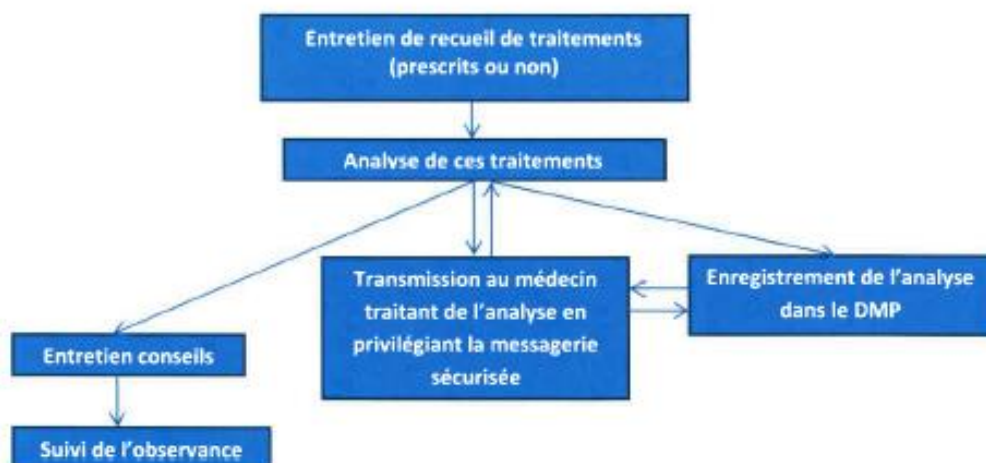 Entretien de recueil de traitements
(prescrits ou non)
Analyse de ces traitements
Transmission au médecin
traitant de l'analyse en
privilégiant la messagerie
sécurisée
Enregistrement de l'analyse
dans le DMP
Entretien conseils
Suivi de l'observance